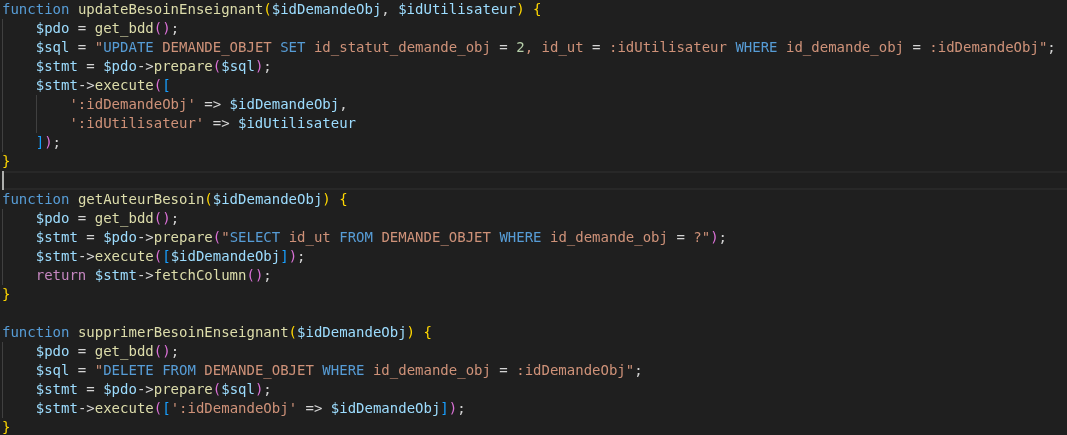 function updateBesoinEnseignant($idDemandeObj, $idUtilisateur) {
    $pdo = get_bdd();
    $sql = "UPDATE DEMANDE_OBJET SET id_statut_demande_obj = 2, id_ut = :idUtilisateur WHERE id_demande_obj = :idDemandeObj";
    $stmt = $pdo->prepare($sql);
    $stmt->execute([
        ':idDemandeObj' => $idDemandeObj,
        ':idUtilisateur' => $idUtilisateur
    ]);
}

function getAuteurBesoin($idDemandeObj) {
    $pdo = get_bdd();
    $stmt = $pdo->prepare("SELECT id_ut FROM DEMANDE_OBJET WHERE id_demande_obj = ?");
    $stmt->execute([$idDemandeObj]);
    return $stmt->fetchColumn();
}

function supprimerBesoinEnseignant($idDemandeObj) {
    $pdo = get_bdd();
    $sql = "DELETE FROM DEMANDE_OBJET WHERE id_demande_obj = :idDemandeObj";
    $stmt = $pdo->prepare($sql);
    $stmt->execute([':idDemandeObj' => $idDemandeObj]);
}